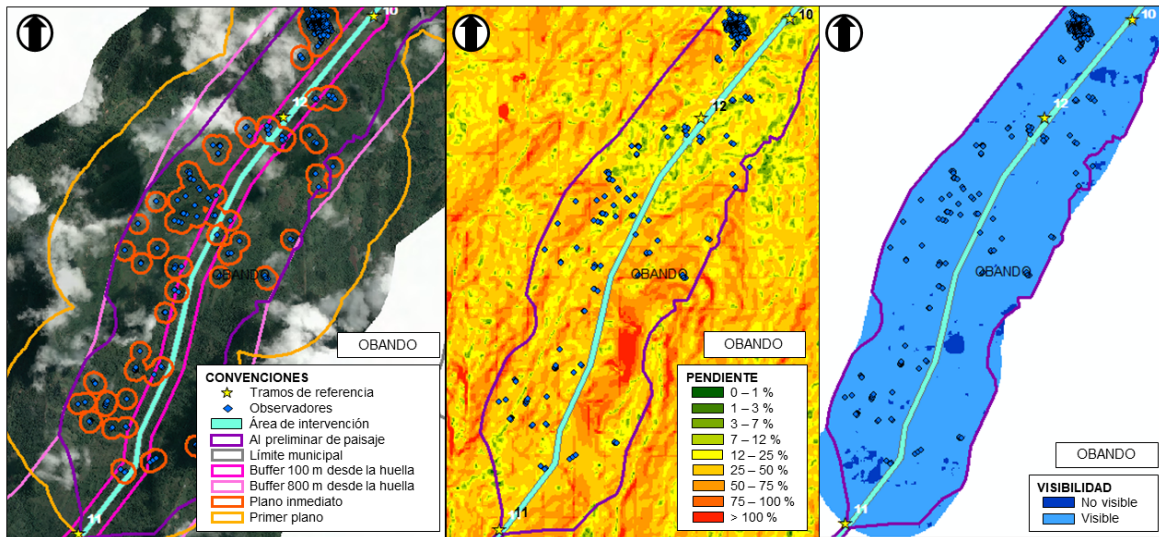 10
12
OBANDO
OBANDO
CONVENCIONES
Tramos de referencia
Observadores
Área de intervención
AI preliminar de paisaje
Límite municipal
Buffer 100 m desde la huella
Buffer 800 m desde la huella
Plano inmediato
Primer plano
11
10
12
OBANDO
OBANDO
PENDIENTE
0 – 1 %
1 – 3 %
3 – 7 %
7 – 12 %
12 – 25 %
25 – 50 %
50 – 75 %
75 – 100 %
> 100 %
11
10
12
OBANDO
OBANDO
VISIBILIDAD
No visible
Visible
11